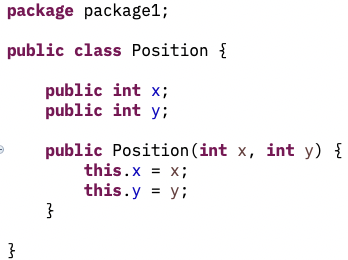 package package1;
public class Position {
public int x;
public int y;
public Position(int x, int y) {
this.x = x;
this.y = y;
}
}